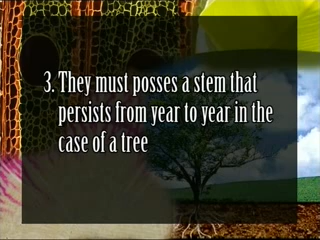 3. They must posses a stem that
persists from year to year in the
case of a tree